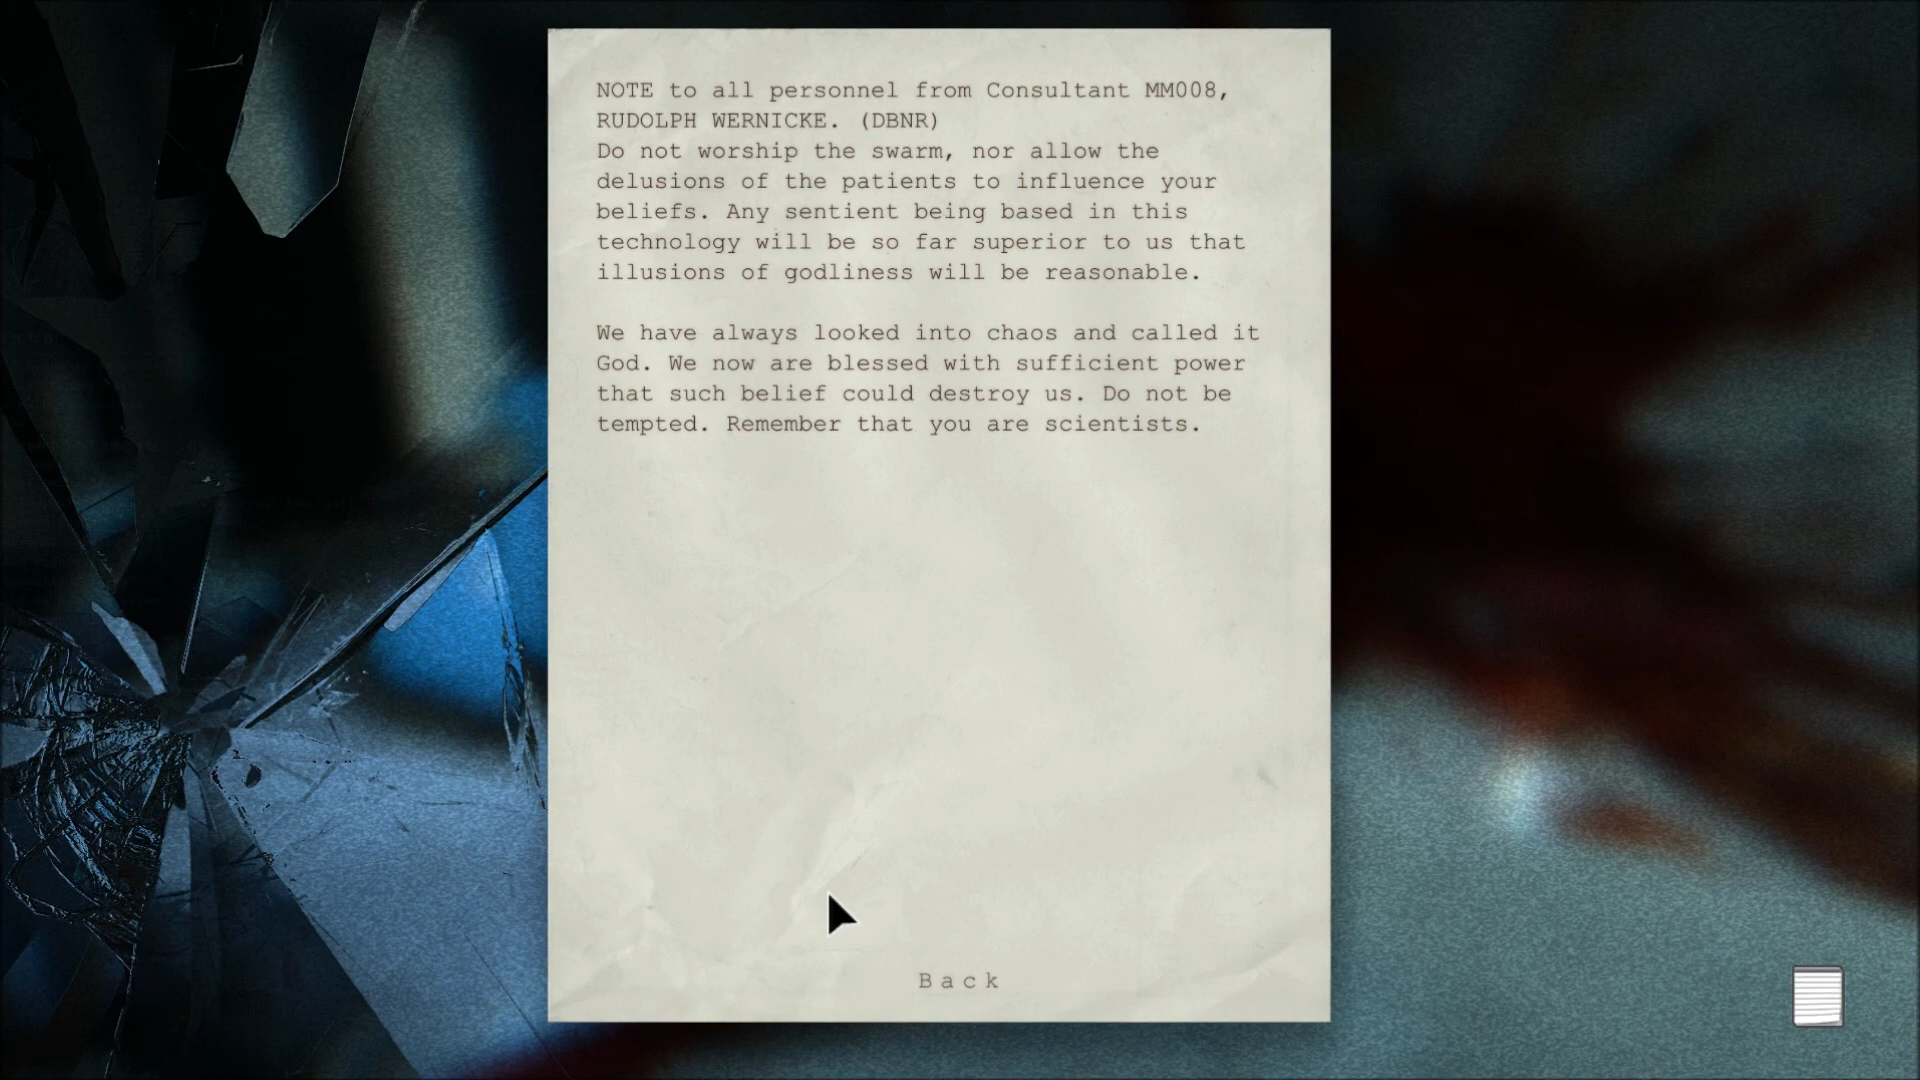 NOTE to all personnel from Consultant MM008,
RUDOLPH WERNICKE. (DBNR)
Do not worship the swarm, nor allow the
delusions of the patients to influence your
beliefs. Any sentient being based in this
technology will be so far superior to us that
illusions of godliness will be reasonable.
We have always looked into chaos and called it
God. We now are blessed with sufficient power
that such belief could destroy us. Do not be
tempted. Remember that you are scientists.
Back